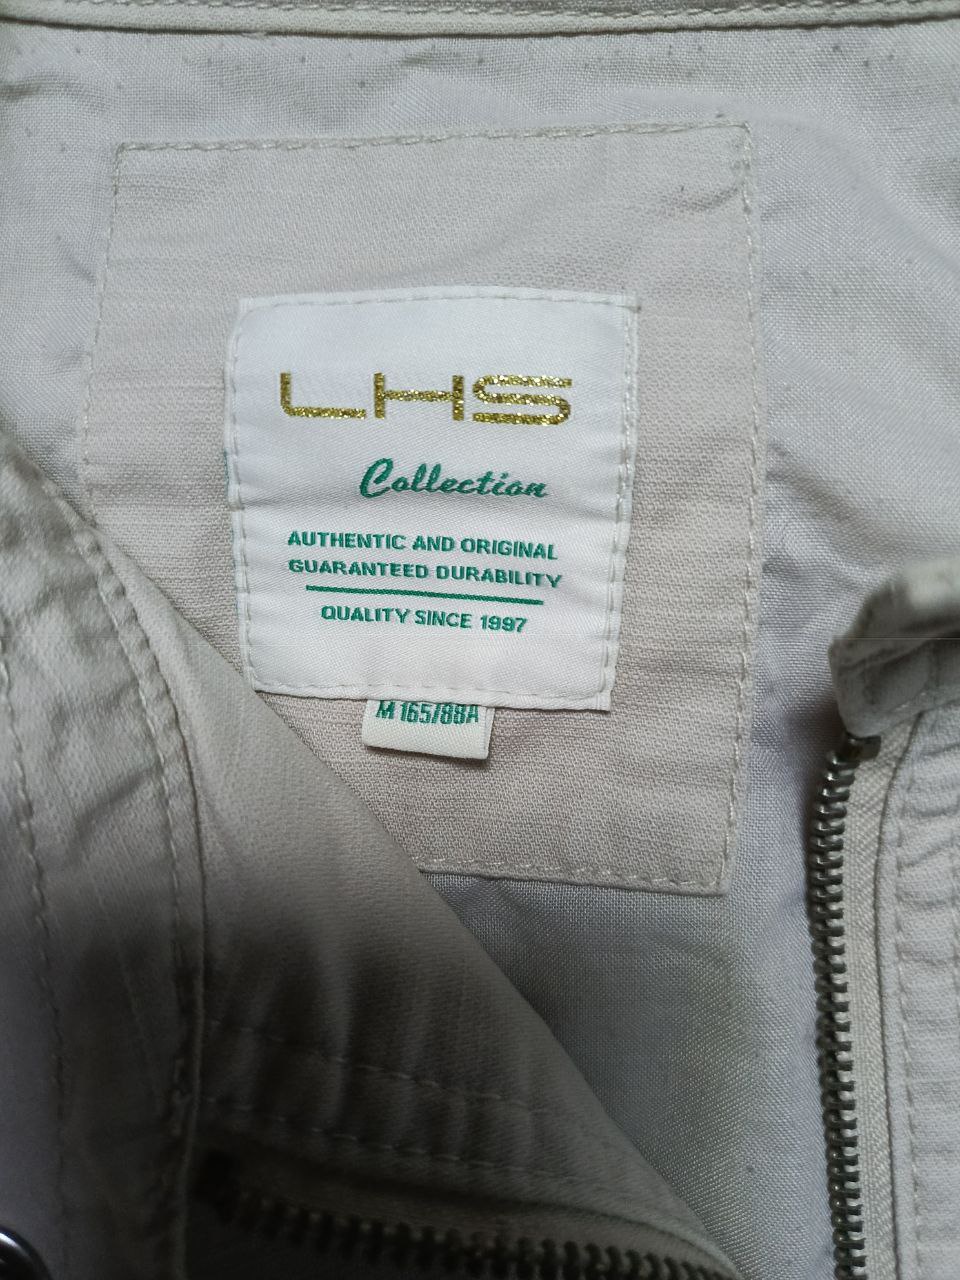 LHS
Collection
AUTHENTIC AND ORIGINAL
GUARANTEED DURABILITY
QUALITY SINCE 1997
M 165/88A